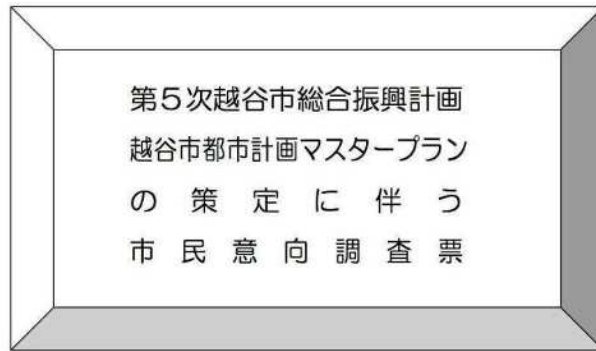 第５次越谷市総合振興計画
越谷市都市計画マスタープラン
の策定に伴う
市民意向調査票